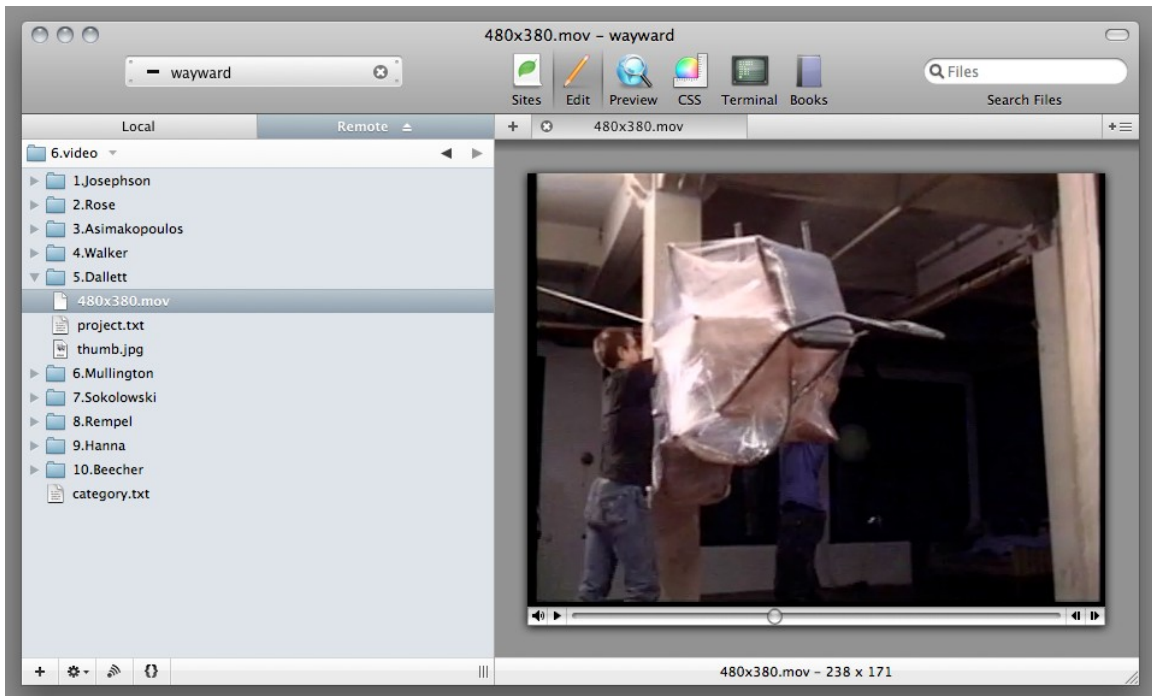 480x380.mov – wayward
wayward
Files
Sites Edit Preview CSS Terminal Books Search Files
Local Remote
480x380.mov
6.video
1.Josephson
2.Rose
3.Asimakopoulos
4.Walker
5.Dallett
480x380.mov
project.txt
thumb.jpg
6.Mullington
7.Sokolowski
8.Rempel
9.Hanna
10.Beecher
category.txt
480x380.mov – 238 x 171